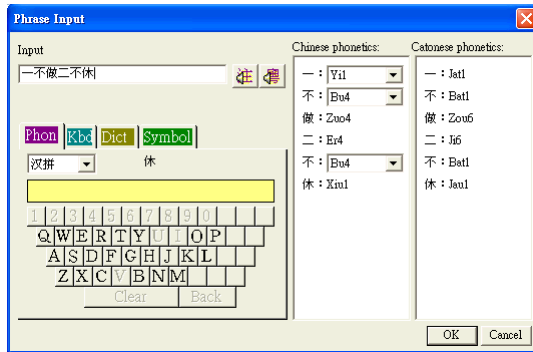 Phrase Input
Input
Chinese phonetics:
Catonese phonetics:
一不做二不休
注
一：Yi1
不：Bu4
做：Zuo4
二：Er4
不：Bu4
休：Xiu1
一：Jat1
不：Bat1
做：Zou6
二：Ji6
不：Bat1
休：Jau1
Phon Kbd Dict Symbol
汉拼 休
1 2 3 4 5 6 7 8 9 0
Q W E R T Y U I O P
A S D F G H J K L
Z X C V B N M
Clear Back
OK Cancel